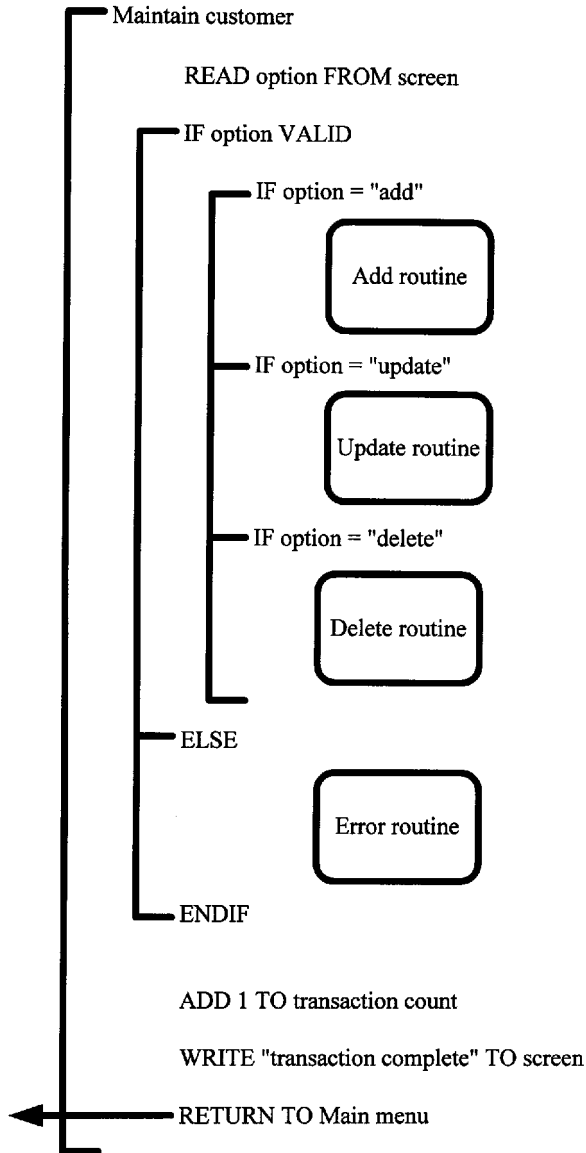 Maintain customer
READ option FROM screen
IF option VALID
IF option = "add"
Add routine
IF option = "update"
Update routine
IF option = "delete"
Delete routine
ELSE
Error routine
ENDIF
ADD 1 TO transaction count
WRITE "transaction complete" TO screen
RETURN TO Main menu